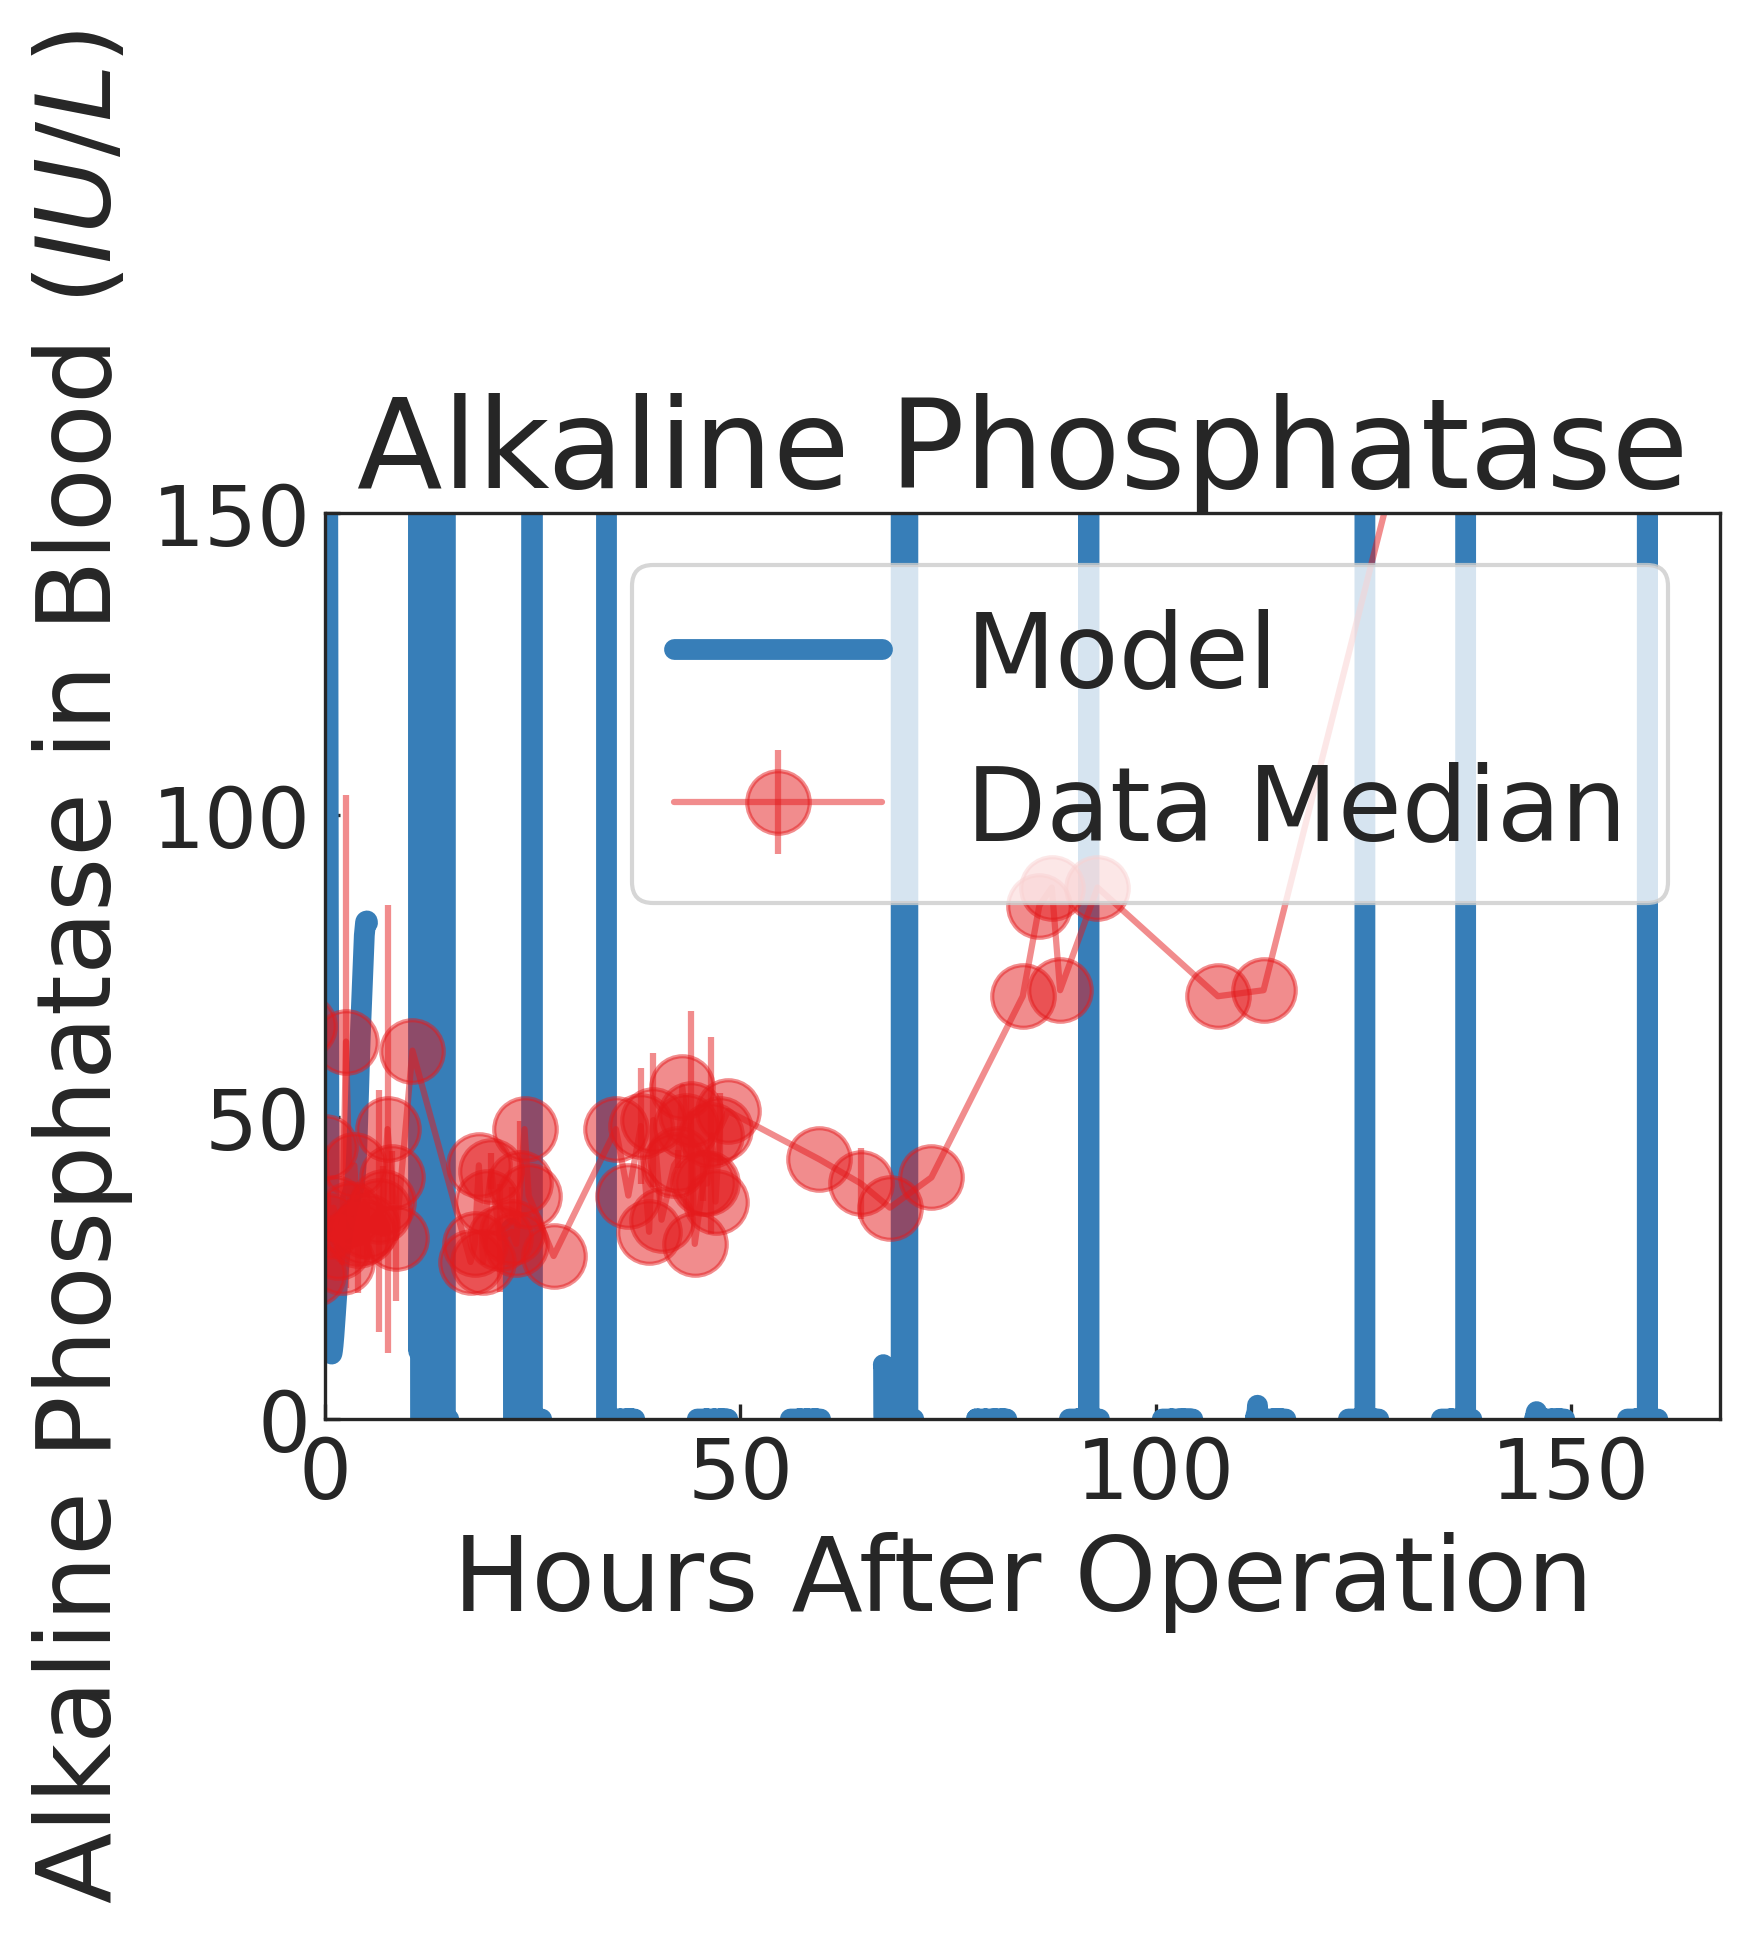 Alkaline Phosphatase
Alkaline Phosphatase in Blood (IU/L)
150
100
50
0
Model
Data Median
0 50 100 150
Hours After Operation